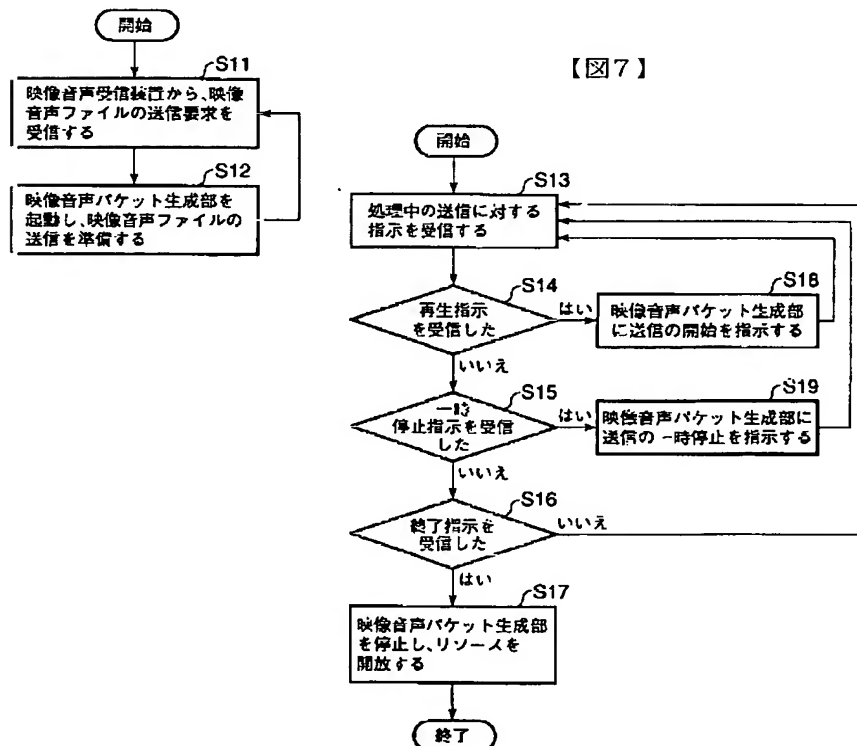 開始
S11
映像音声受信装置から、映像
音声ファイルの送信要求を
受信する
S12
映像音声パケット生成部を
起動し、映像音声ファイルの
送信を準備する
【図7】
開始
S13
処理中の送信に対する
指示を受信する
S14
再生指示
を受信した
はい
いいえ
S18
映像音声パケット生成部
に送信の開始を指示する
S15
一時
停止指示を受信
した
はい
いいえ
S19
映像音声パケット生成部に
送信の一時停止を指示する
S16
終了指示を
受信した
いいえ
はい
S17
映像音声パケット生成部
を停止し、リソースを
開放する
終了